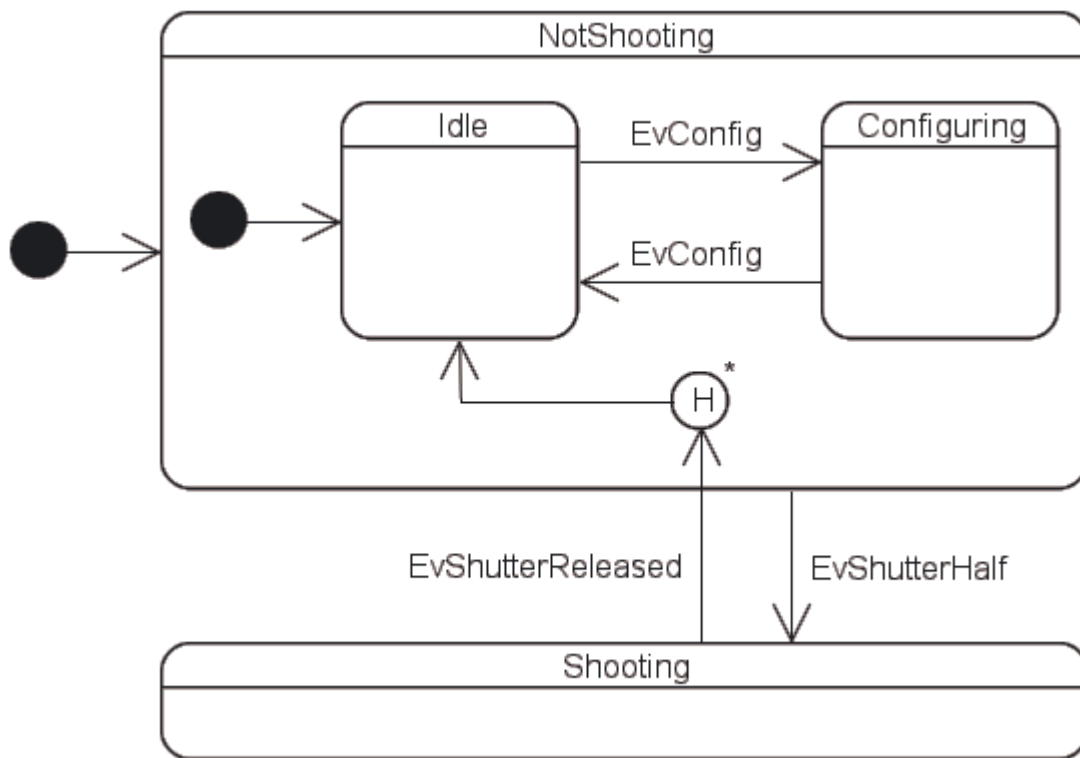 NotShooting
Idle
EvConfig
Configuring
EvConfig
H
*
EvShutterReleased
EvShutterHalf
Shooting